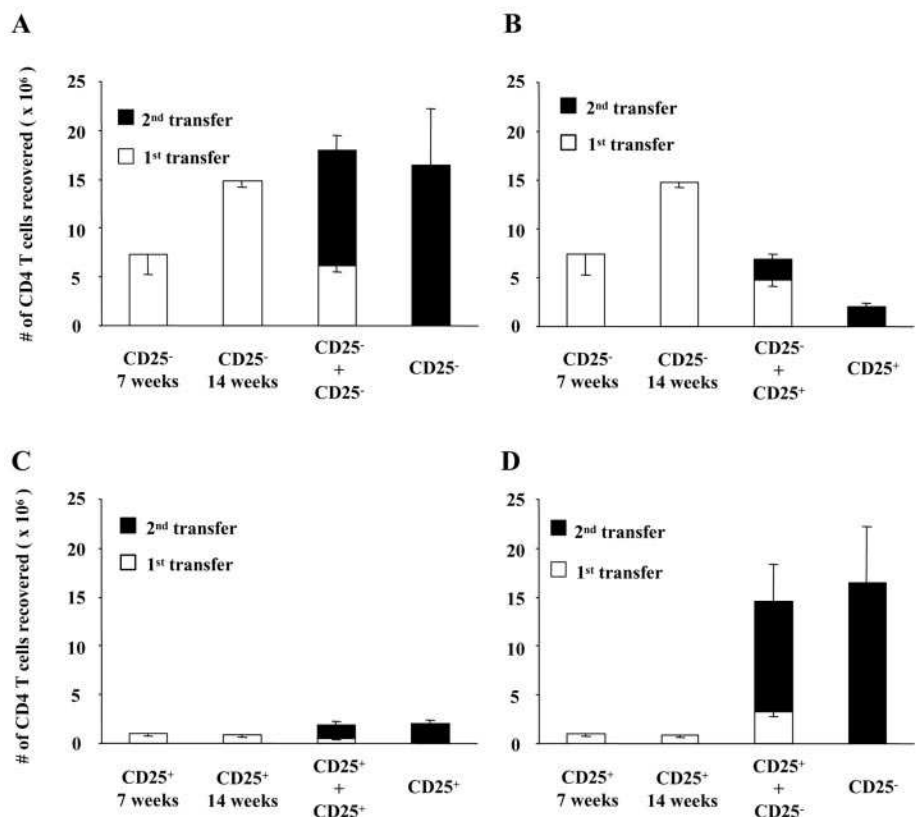 A
# of CD4 T cells recovered ( x 10⁶ )
25
20
15
10
5
0
2ⁿᵈ transfer
1ˢᵗ transfer
CD25⁻
7 weeks
CD25⁻
14 weeks
CD25⁻
+
CD25⁻
CD25⁻
B
25
20
15
10
5
0
2ⁿᵈ transfer
1ˢᵗ transfer
CD25⁻
7 weeks
CD25⁻
14 weeks
CD25⁻
+
CD25⁺
CD25⁺
C
# of CD4 T cells recovered ( x 10⁶ )
25
20
15
10
5
0
2ⁿᵈ transfer
1ˢᵗ transfer
CD25⁺
7 weeks
CD25⁺
14 weeks
CD25⁺
+
CD25⁺
CD25⁺
D
25
20
15
10
5
0
2ⁿᵈ transfer
1ˢᵗ transfer
CD25⁺
7 weeks
CD25⁺
14 weeks
CD25⁺
+
CD25⁻
CD25⁻